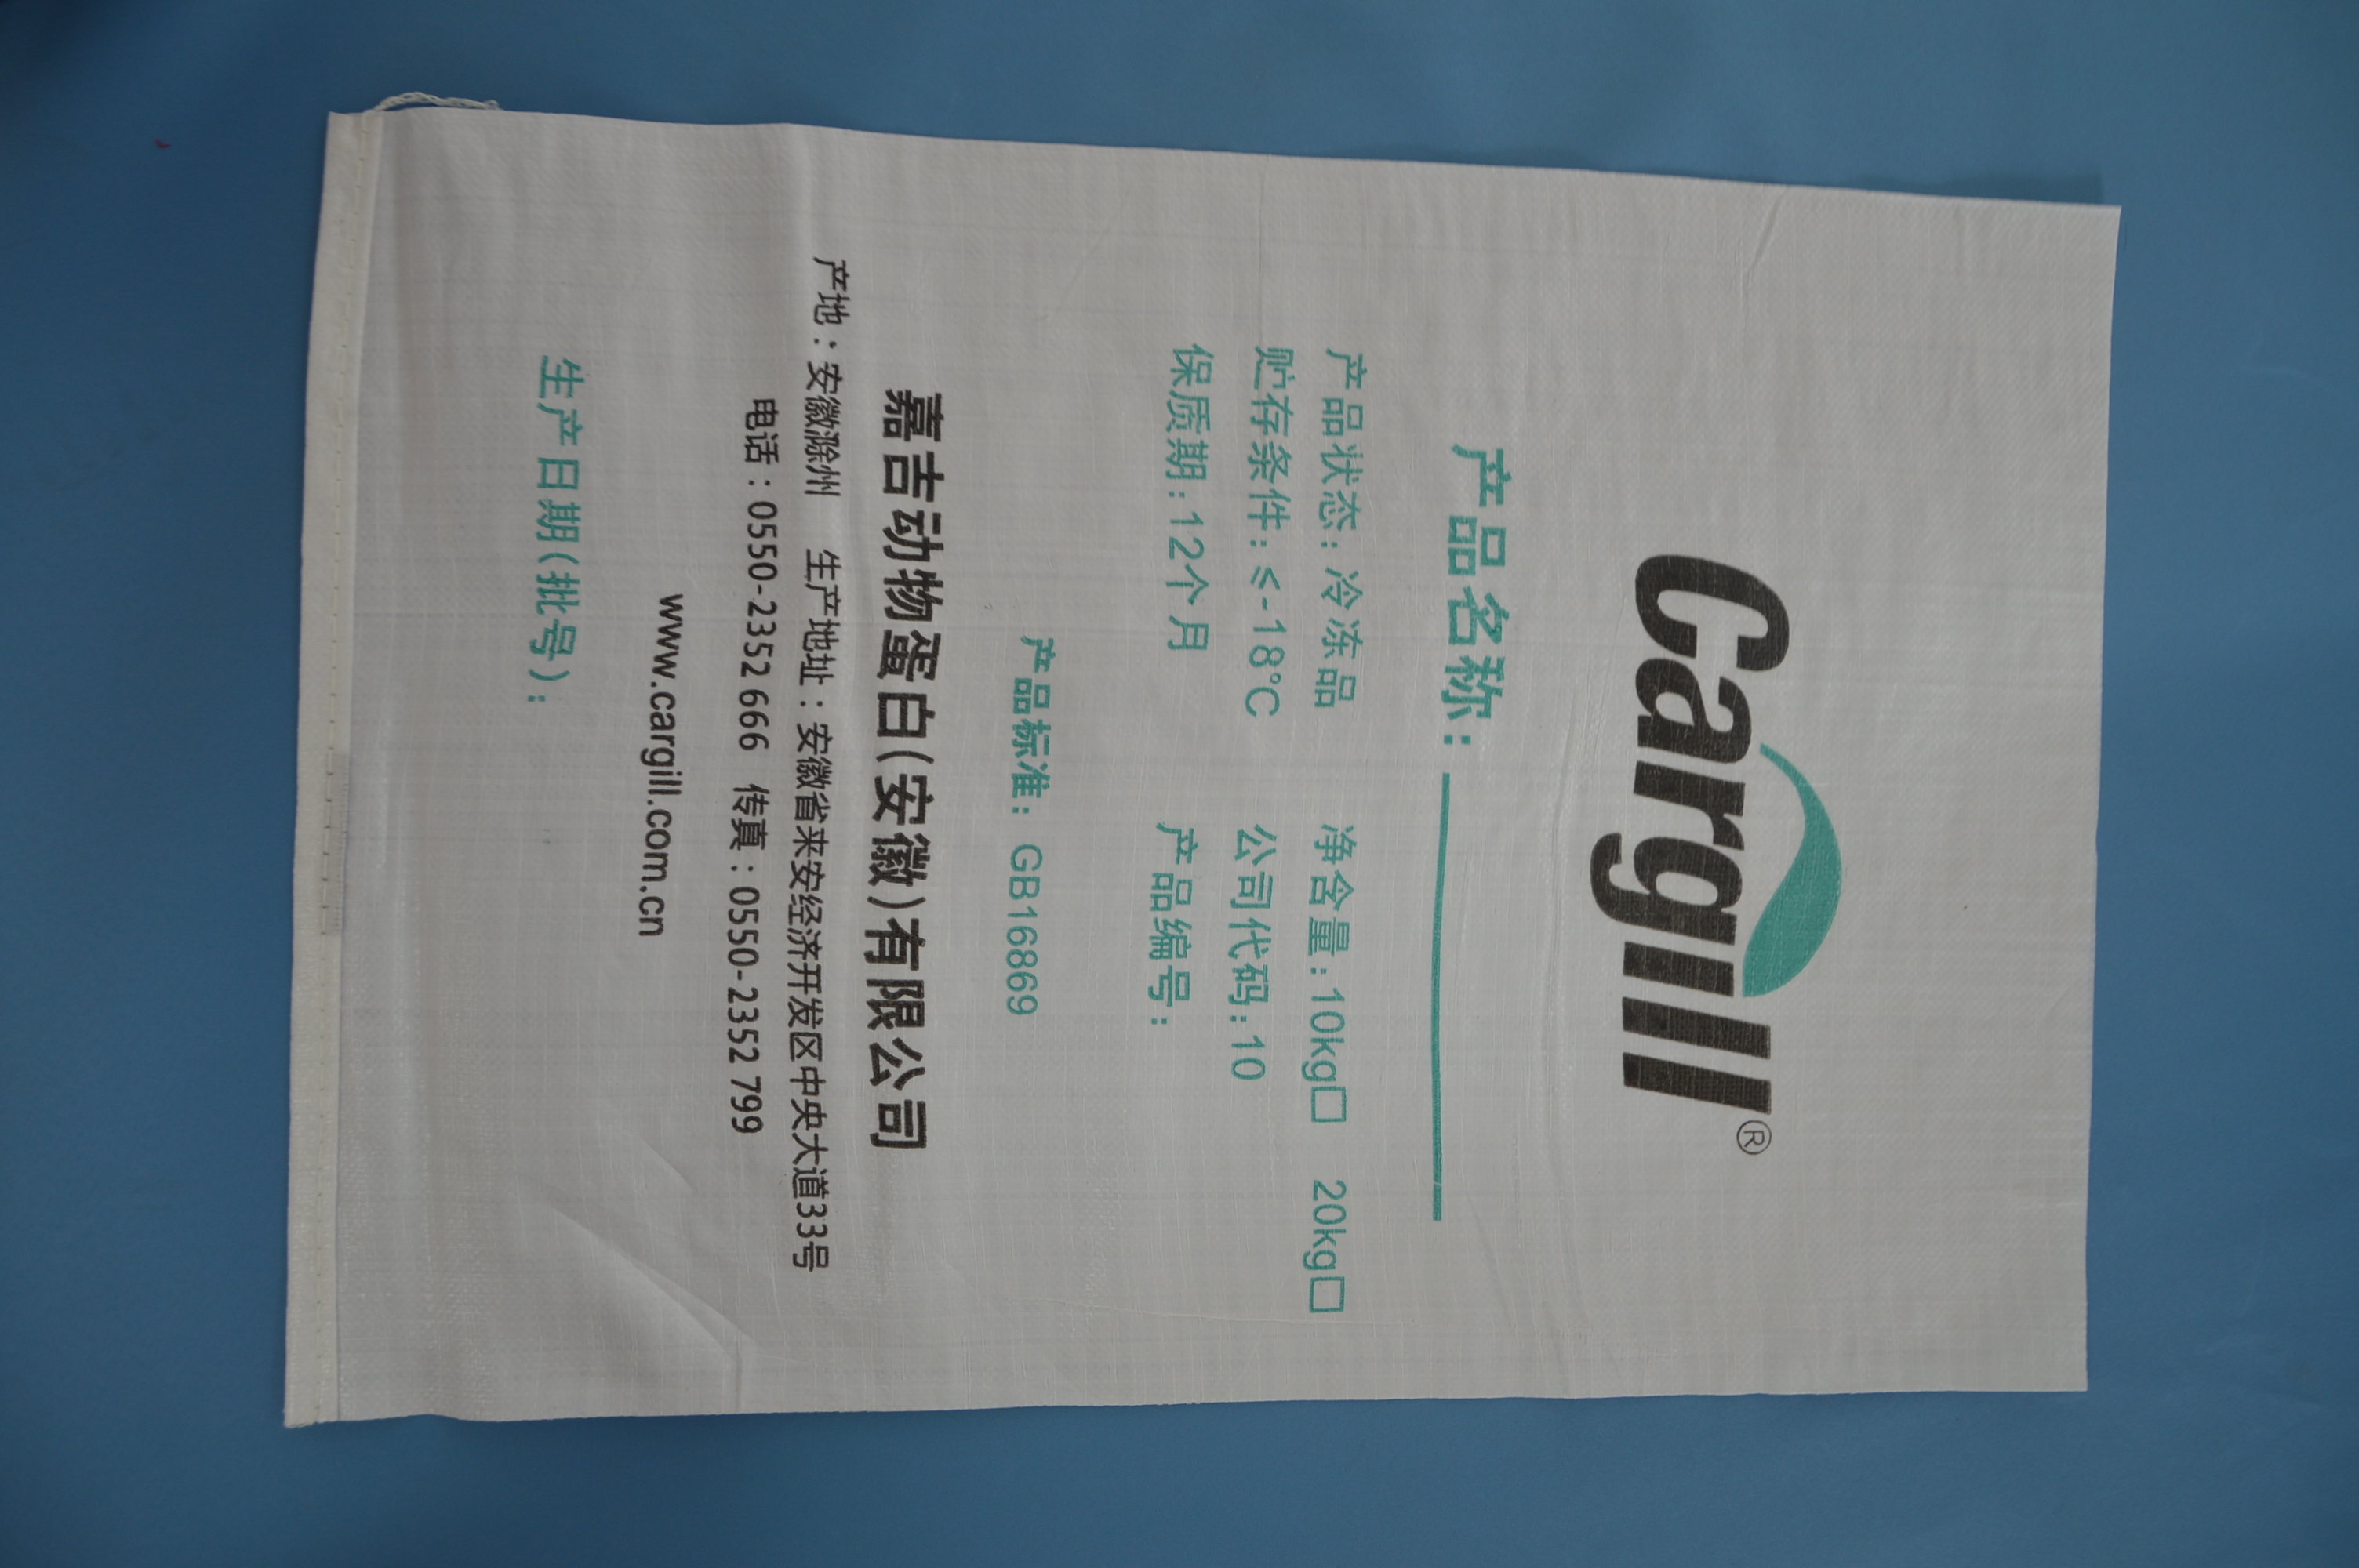 Cargill®
产品名称：
产品状态：冷冻品 净含量：10kg□ 20kg□
贮存条件：≤-18℃ 公司代码：10
保质期：12个月 产品编号：
产品标准：GB16869
嘉吉动物蛋白(安徽)有限公司
产地：安徽滁州 生产地址：安徽省来安经济开发区中央大道33号
电话：0550-2352 666 传真：0550-2352 799
www.cargill.com.cn
生产日期(批号)：